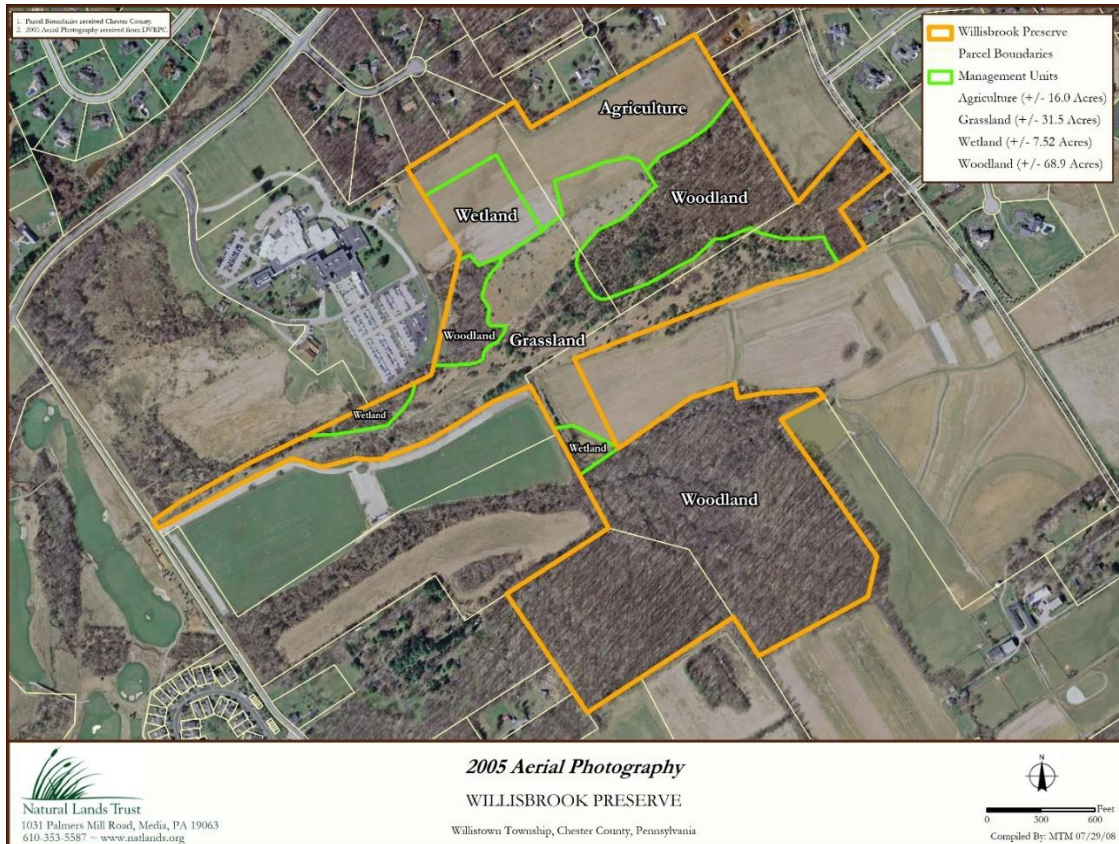 1. Parcel Boundaries received Chester County.
2. 2005 Aerial Photography received from DVRPC.
Willisbrook Preserve
Parcel Boundaries
Management Units
Agriculture (+/- 16.0 Acres)
Grassland (+/- 31.5 Acres)
Wetland (+/- 7.52 Acres)
Woodland (+/- 68.9 Acres)
Agriculture
Woodland
Wetland
Woodland
Grassland
Wetland
Wetland
Woodland
Natural Lands Trust
1031 Palmers Mill Road, Media, PA 19063
610-353-5587 ~ www.natlands.org
2005 Aerial Photography
WILLISBROOK PRESERVE
Willistown Township, Chester County, Pennsylvania
N
Feet
0 300 600
Compiled By: MTM 07/29/08